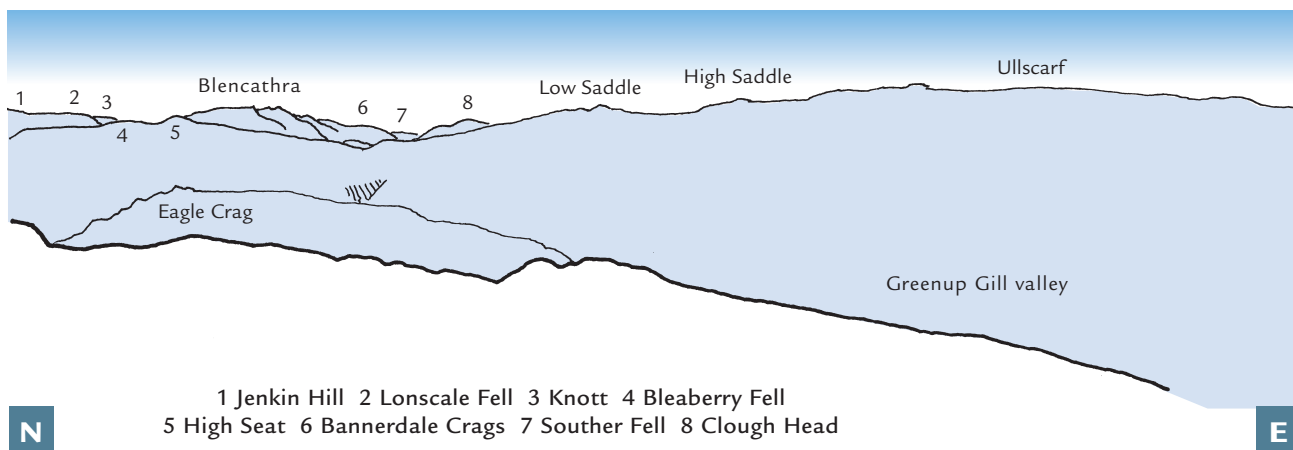 Ullscarf
High Saddle
Low Saddle
Blencathra
1 2 3 6 7 8
4 5
Eagle Crag
Greenup Gill valley
1 Jenkin Hill 2 Lonscale Fell 3 Knott 4 Bleaberry Fell
5 High Seat 6 Bannerdale Crags 7 Souther Fell 8 Clough Head
N E